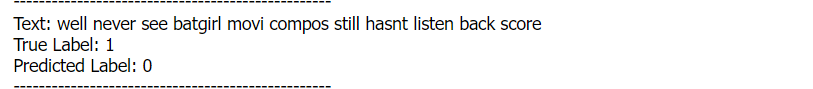 --------------------------------------------------
Text: well never see batgirl movi compos still hasnt listen back score
True Label: 1
Predicted Label: 0
--------------------------------------------------